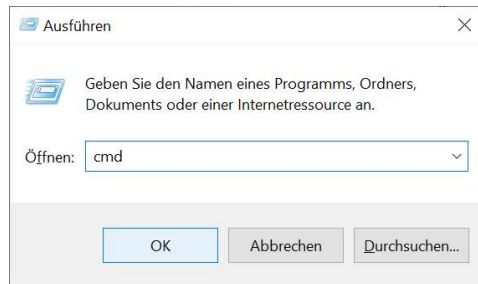 Ausführen
Geben Sie den Namen eines Programms, Ordners,
Dokuments oder einer Internetressource an.
Öffnen: cmd
OK Abbrechen Durchsuchen...